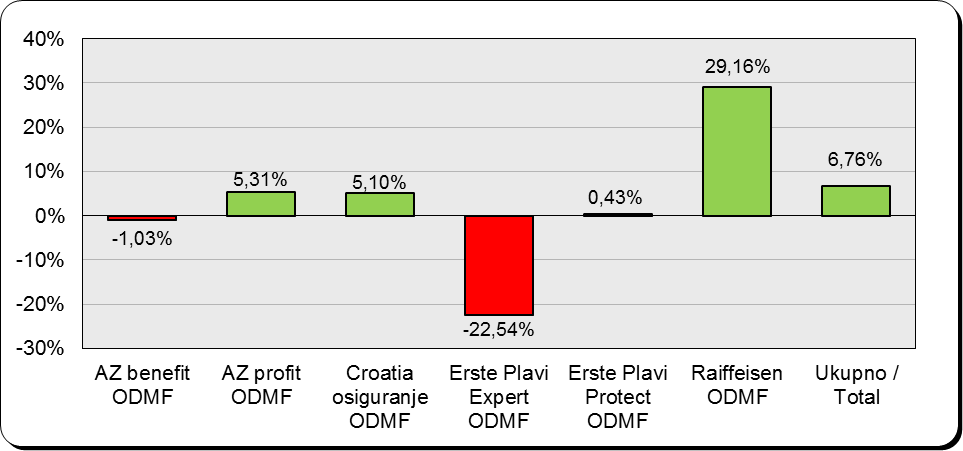 40%
30%
20%
10%
0%
-10%
-20%
-30%
-1,03%
5,31%
5,10%
-22,54%
0,43%
29,16%
6,76%
AZ benefit
ODMF
AZ profit
ODMF
Croatia
osiguranje
ODMF
Erste Plavi
Expert
ODMF
Erste Plavi
Protect
ODMF
Raiffeisen
ODMF
Ukupno /
Total